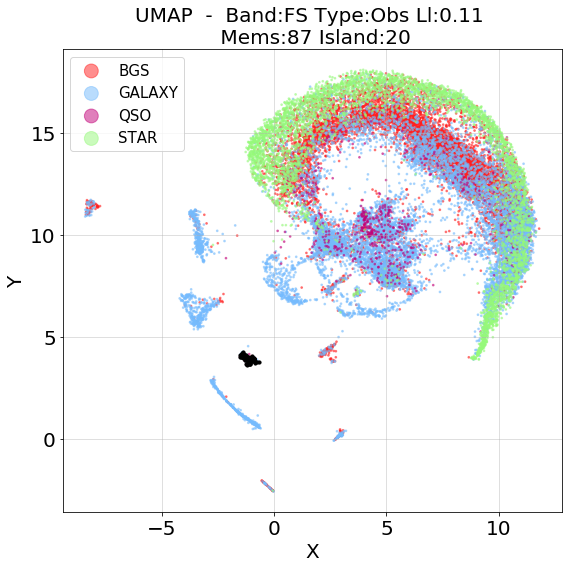 UMAP  -  Band:FS Type:Obs Ll:0.11
Mems:87 Island:20
BGS
GALAXY
QSO
STAR
15
10
5
0
Y
−5
0
5
10
X